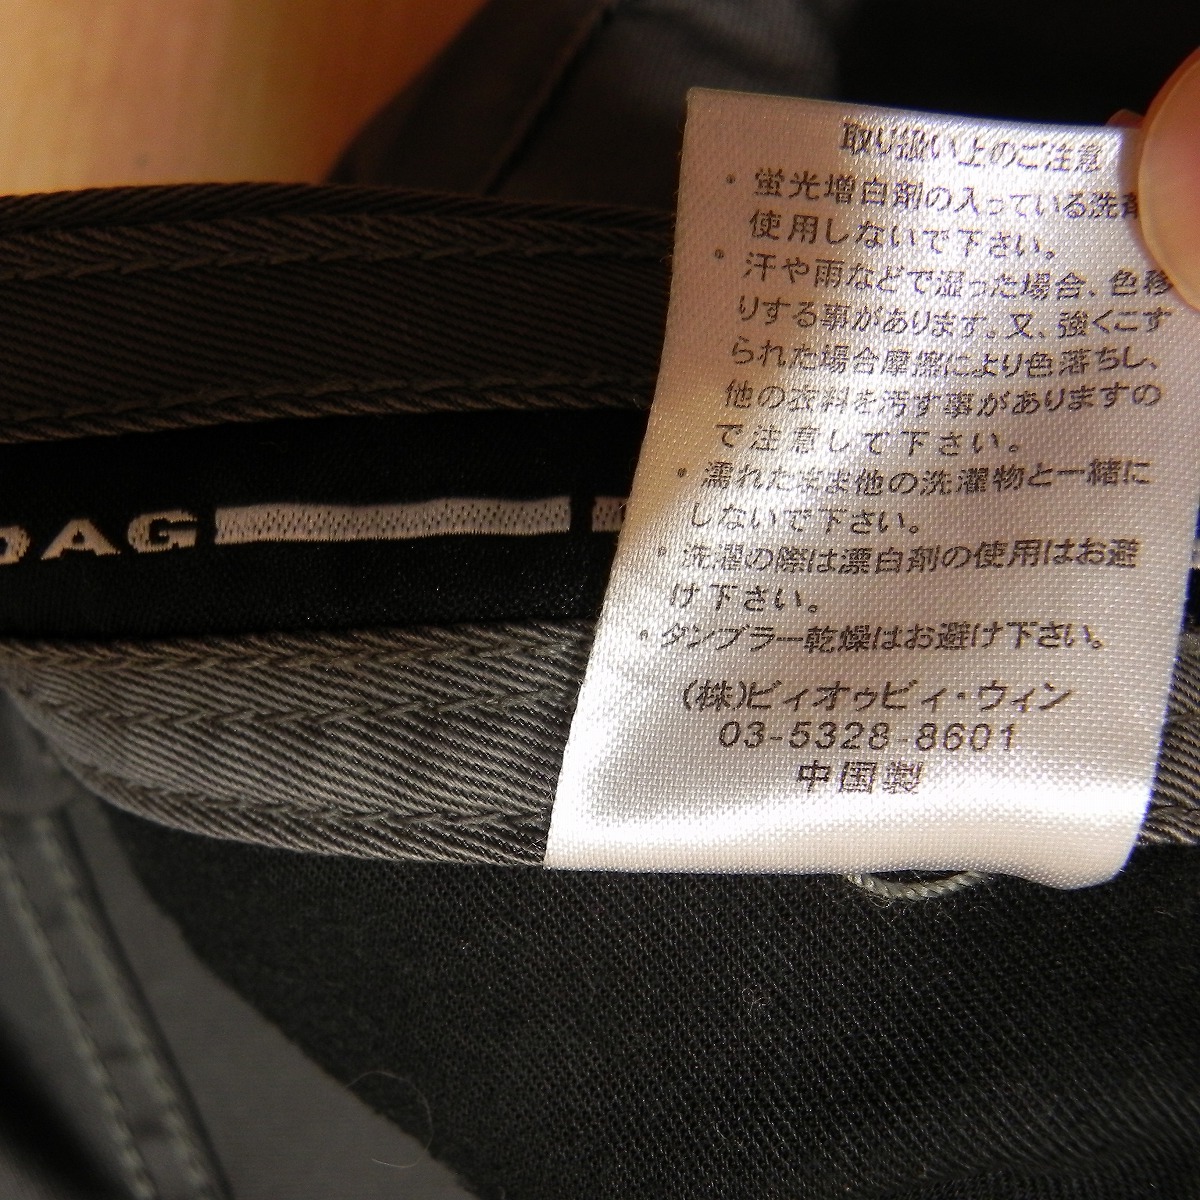 取り扱い上のご注意
・蛍光増白剤の入っている洗剤
使用しないで下さい。
・汗や雨などで湿った場合、色移
りする事があります。又、強くこす
られた場合摩擦により色落ちし、
他の衣料を汚す事がありますの
で注意して下さい。
・濡れたまま他の洗濯物と一緒に
しないで下さい。
・洗濯の際は漂白剤の使用はお避
け下さい。
・タンブラー乾燥はお避け下さい。
(株)ビィオゥビィ・ウィン
03-5328-8601
中国製
DAG